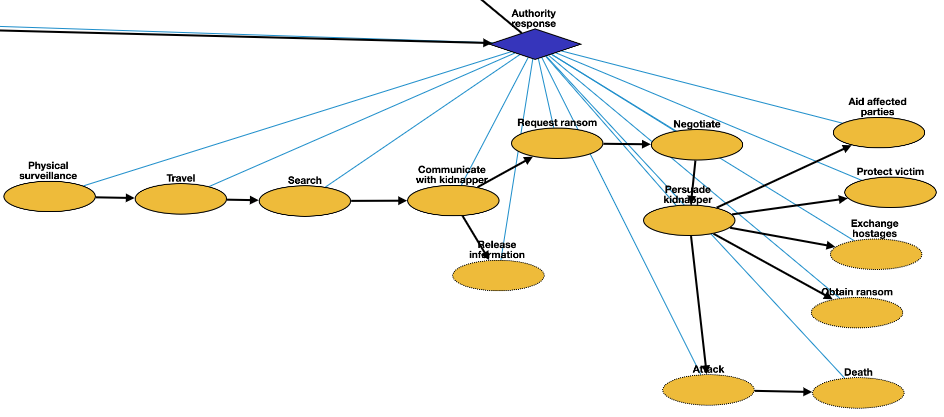 Authority
response
Request ransom
Negotiate
Aid affected
parties
Physical
surveillance
Travel
Search
Communicate
with kidnapper
Persuade
kidnapper
Protect victim
Exchange
hostages
Release
information
Obtain ransom
Attack
Death